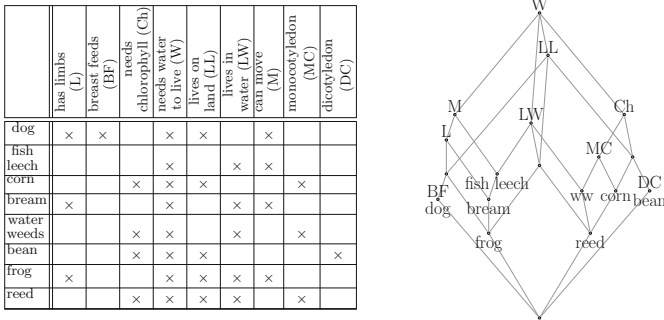 has limbs
(L)
breast feeds
(BF)
needs
chlorophyll (Ch)
needs water
to live (W)
lives on
land (LL)
lives in
water (LW)
can move
(M)
monocotyledon
(MC)
dicotyledon
(DC)
dog × × × × ×
fish
leech × × ×
corn × × × ×
bream × × × ×
water
weeds × × × ×
bean × × × ×
frog × × × × ×
reed × × × × ×
W
LL
M
LW
Ch
L
MC
BF
fish leech
DC
dog
bream
ww
corn
bean
frog
reed